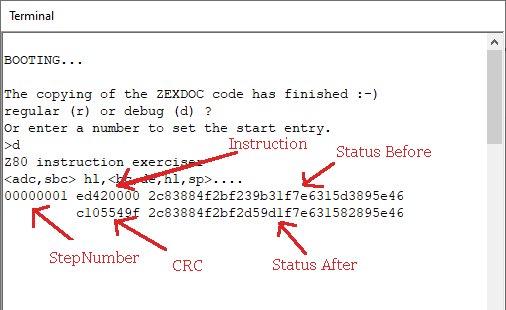 Terminal
BOOTING...
The copying of the ZEXDOC code has finished :-)
regular (r) or debug (d) ?
Or enter a number to set the start entry.
>d
Instruction
Z80 instruction exerciser
Status Before
<adc,sbc> hl,<bc,de,hl,sp>....
00000001 ed420000 2c83884f2bf239b31f7e6315d3895e46
c105549f 2c83884f2bf2d59d1f7e631582895e46
StepNumber
CRC
Status After